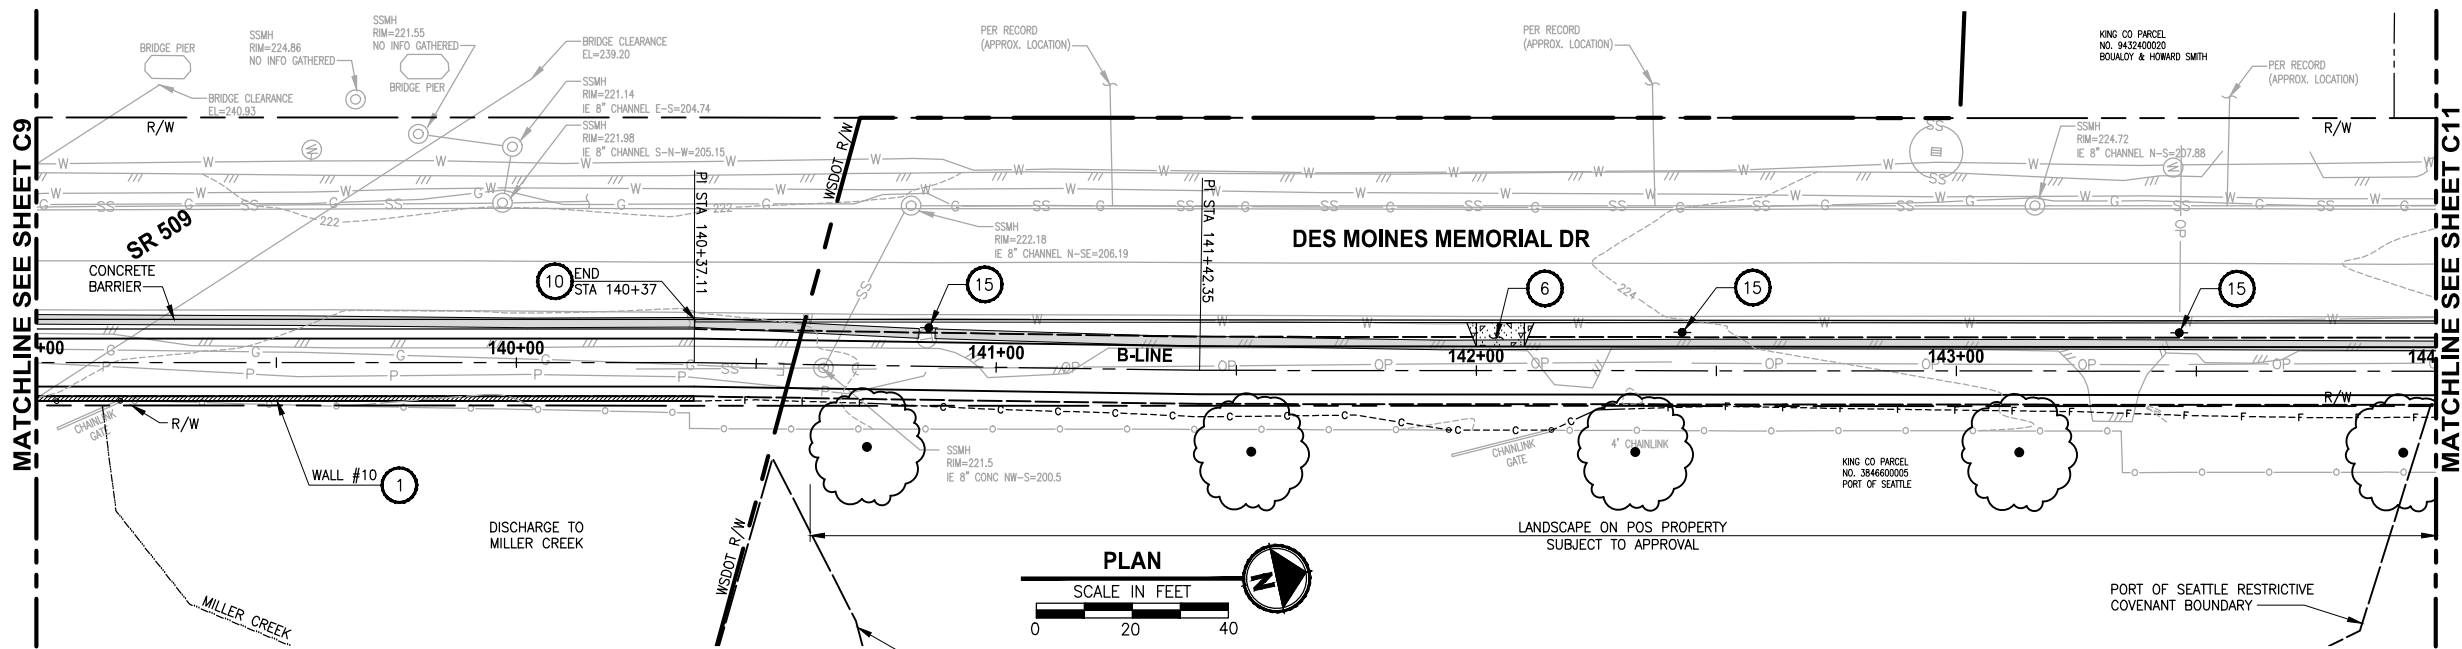 MATCHLINE SEE SHEET C9
BRIDGE PIER
SSMH
RIM=224.86
NO INFO GATHERED
SSMH
RIM=221.55
NO INFO GATHERED
BRIDGE PIER
BRIDGE CLEARANCE
EL=240.93
BRIDGE CLEARANCE
EL=239.20
SSMH
RIM=221.14
IE 8" CHANNEL E-S=204.74
SSMH
RIM=221.98
IE 8" CHANNEL S-N-W=205.15
R/W
WSDOT R/W
PER RECORD
(APPROX. LOCATION)
PER RECORD
(APPROX. LOCATION)
KING CO PARCEL
NO. 9432400020
BOUALOY & HOWARD SMITH
PER RECORD
(APPROX. LOCATION)
SSMH
RIM=224.72
IE 8" CHANNEL N-S=207.88
R/W
MATCHLINE SEE SHEET C11
SR 509
222
222
CONCRETE
BARRIER
10
END
STA 140+37
PI STA 140+37.11
SSMH
RIM=222.18
IE 8" CHANNEL N-SE=206.19
15
PI STA 141+42.35
DES MOINES MEMORIAL DR
6
224
15
15
+00
140+00
141+00
B-LINE
142+00
143+00
144
CHAINLINK
GATE
R/W
WALL #10
1
SSMH
RIM=221.5
IE 8" CONC NW-S=200.5
CHAINLINK
GATE
4' CHAINLINK
KING CO PARCEL
NO. 3846600005
PORT OF SEATTLE
R/W
DISCHARGE TO
MILLER CREEK
MILLER CREEK
WSDOT R/W
LANDSCAPE ON POS PROPERTY
SUBJECT TO APPROVAL
PLAN
N
SCALE IN FEET
0 20 40
PORT OF SEATTLE RESTRICTIVE
COVENANT BOUNDARY